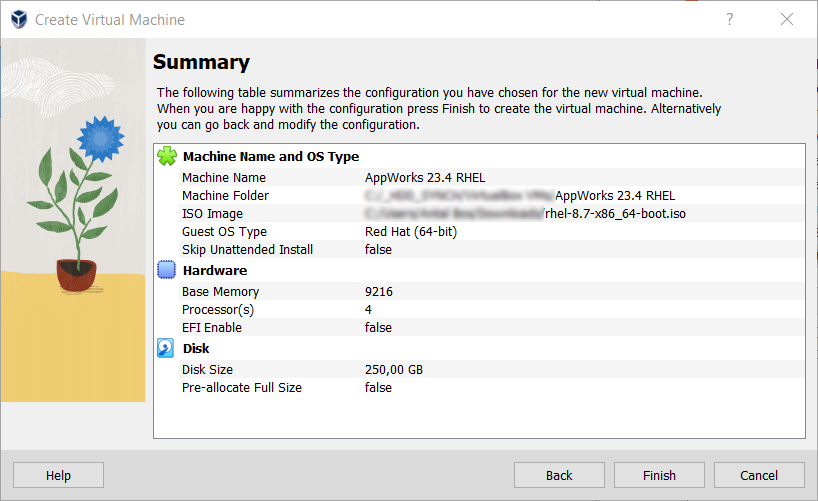 Create Virtual Machine
?
Summary
The following table summarizes the configuration you have chosen for the new virtual machine.
When you are happy with the configuration press Finish to create the virtual machine. Alternatively
you can go back and modify the configuration.
Machine Name and OS Type
Machine Name AppWorks 23.4 RHEL
Machine Folder AppWorks 23.4 RHEL
ISO Image rhel-8.7-x86_64-boot.iso
Guest OS Type Red Hat (64-bit)
Skip Unattended Install false
Hardware
Base Memory 9216
Processor(s) 4
EFI Enable false
Disk
Disk Size 250,00 GB
Pre-allocate Full Size false
Help Back Finish Cancel